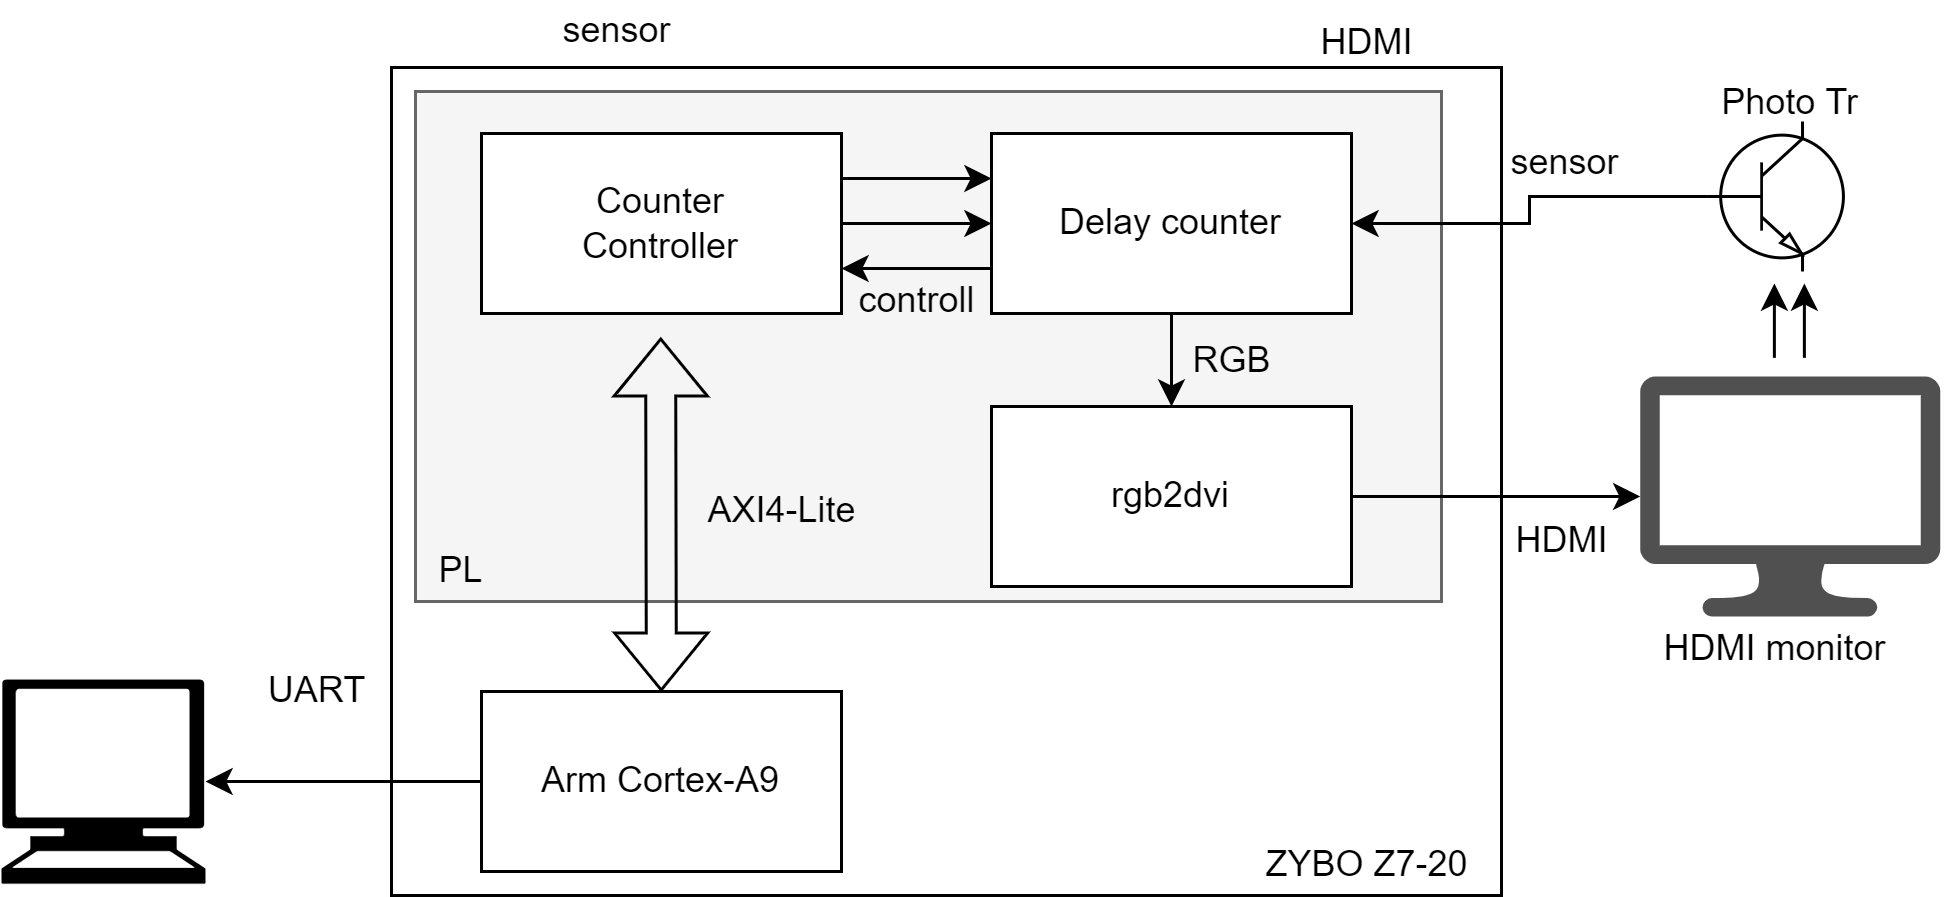 sensor
HDMI
Photo Tr
sensor
Counter
Controller
Delay counter
controll
RGB
AXI4-Lite
rgb2dvi
HDMI
PL
HDMI monitor
UART
Arm Cortex-A9
ZYBO Z7-20